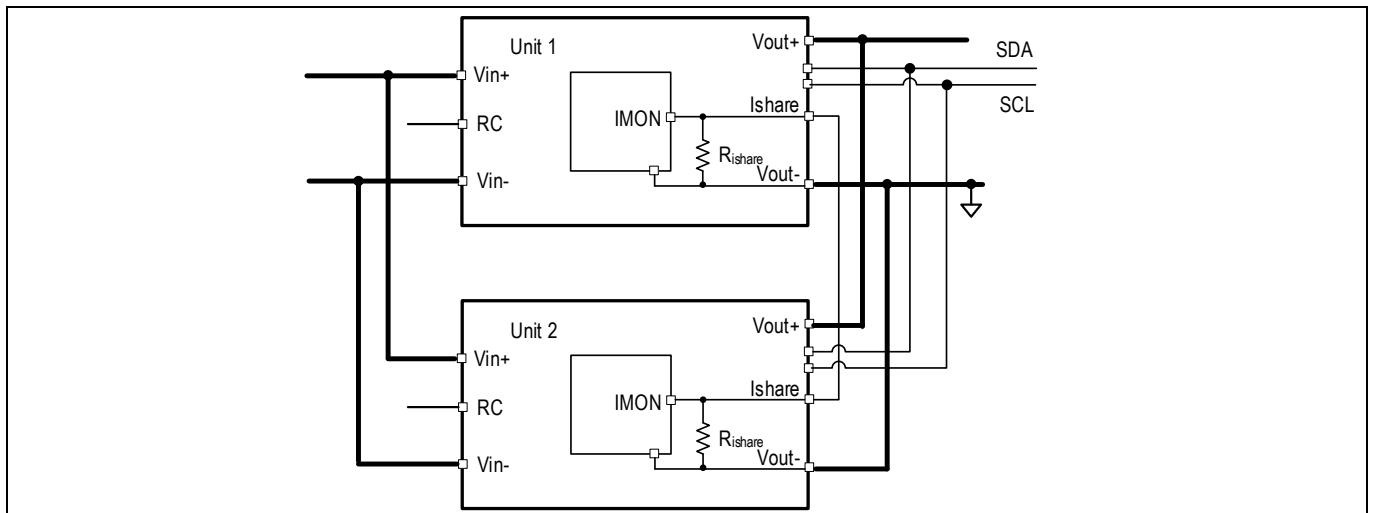 Unit 1
Vout+
SDA
Vin+
SCL
Ishare
IMON
RC
Rishare
Vout-
Vin-
Unit 2
Vout+
Vin+
Ishare
IMON
RC
Rishare
Vout-
Vin-